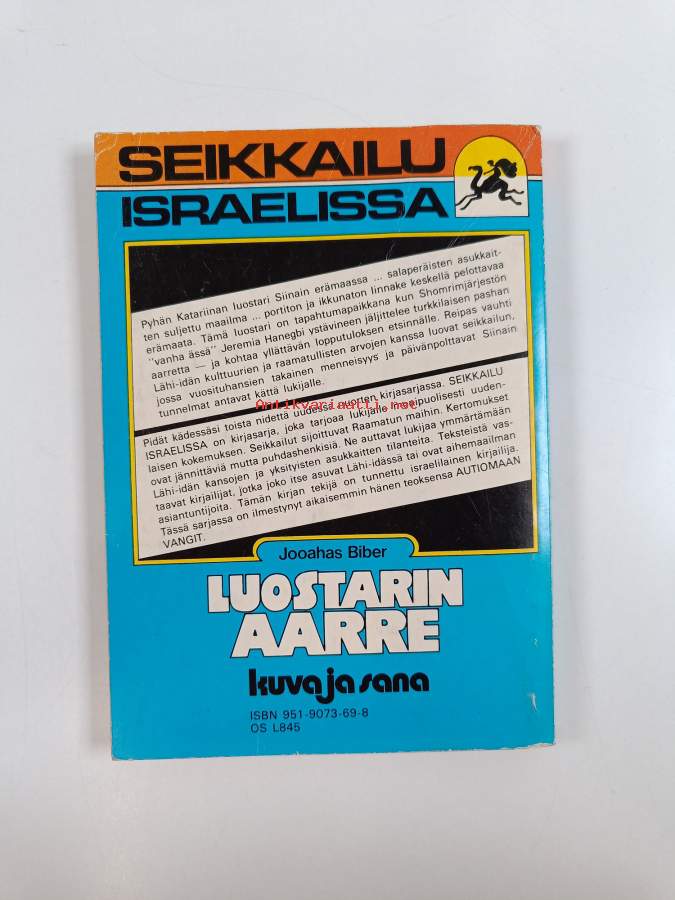 SEIKKAILU
ISRAELISSA
Pyhän Katariinan luostari Siinain erämaassa ... salaperäisten asukkait-
ten suljettu maailma ... portiton ja ikkunaton linnake keskellä pelottavaa
erämaata. Tämä luostari on tapahtumapaikkana kun Shomrimjärjestön
"vanha ässä" Jeremia Hanegbi ystävineen jäljittelee turkkilaisen pashan
aarretta — ja kohtaa yllättävän lopputuloksen etsinnälle. Reipas vauhti
Lähi-idän kulttuurien ja raamatullisten arvojen kanssa luovat seikkailun,
jossa vuosituhansien takainen menneisyys ja päivänpolttavat Siinain
tunnelmat antavat kättä lukijalle.
Antikvariaatti.net
Pidät kädessäsi toista nidettä uudessa nuorten kirjasarjassa. SEIKKAILU
ISRAELISSA on kirjasarja, joka tarjoaa lukijalle monipuolisesti uuden-
laisen kokemuksen. Seikkailut sijoittuvat Raamatun maihin. Kertomukset
ovat jännittäviä mutta puhdashenkisiä. Ne auttavat lukijaa ymmärtämään
Lähi-idän kansojen ja yksityisten asukkaitten tilanteita. Teksteistä vas-
taavat kirjailijat, jotka joko itse asuvat Lähi-idässä tai ovat aihemaailman
asiantuntijoita. Tämän kirjan tekijä on tunnettu israelilainen kirjailija.
Tässä sarjassa on ilmestynyt aikaisemmin hänen teoksensa AUTIOMAAN
VANGIT.
Jooahas Biber
LUOSTARIN
AARRE
kuva ja sana
ISBN 951-9073-69-8
OS L845